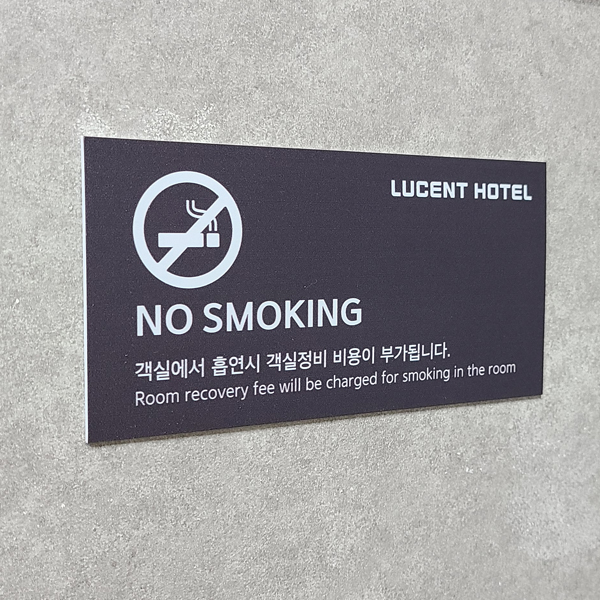 LUCENT HOTEL
NO SMOKING
객실에서 흡연시 객실정비 비용이 부가됩니다.
Room recovery fee will be charged for smoking in the room